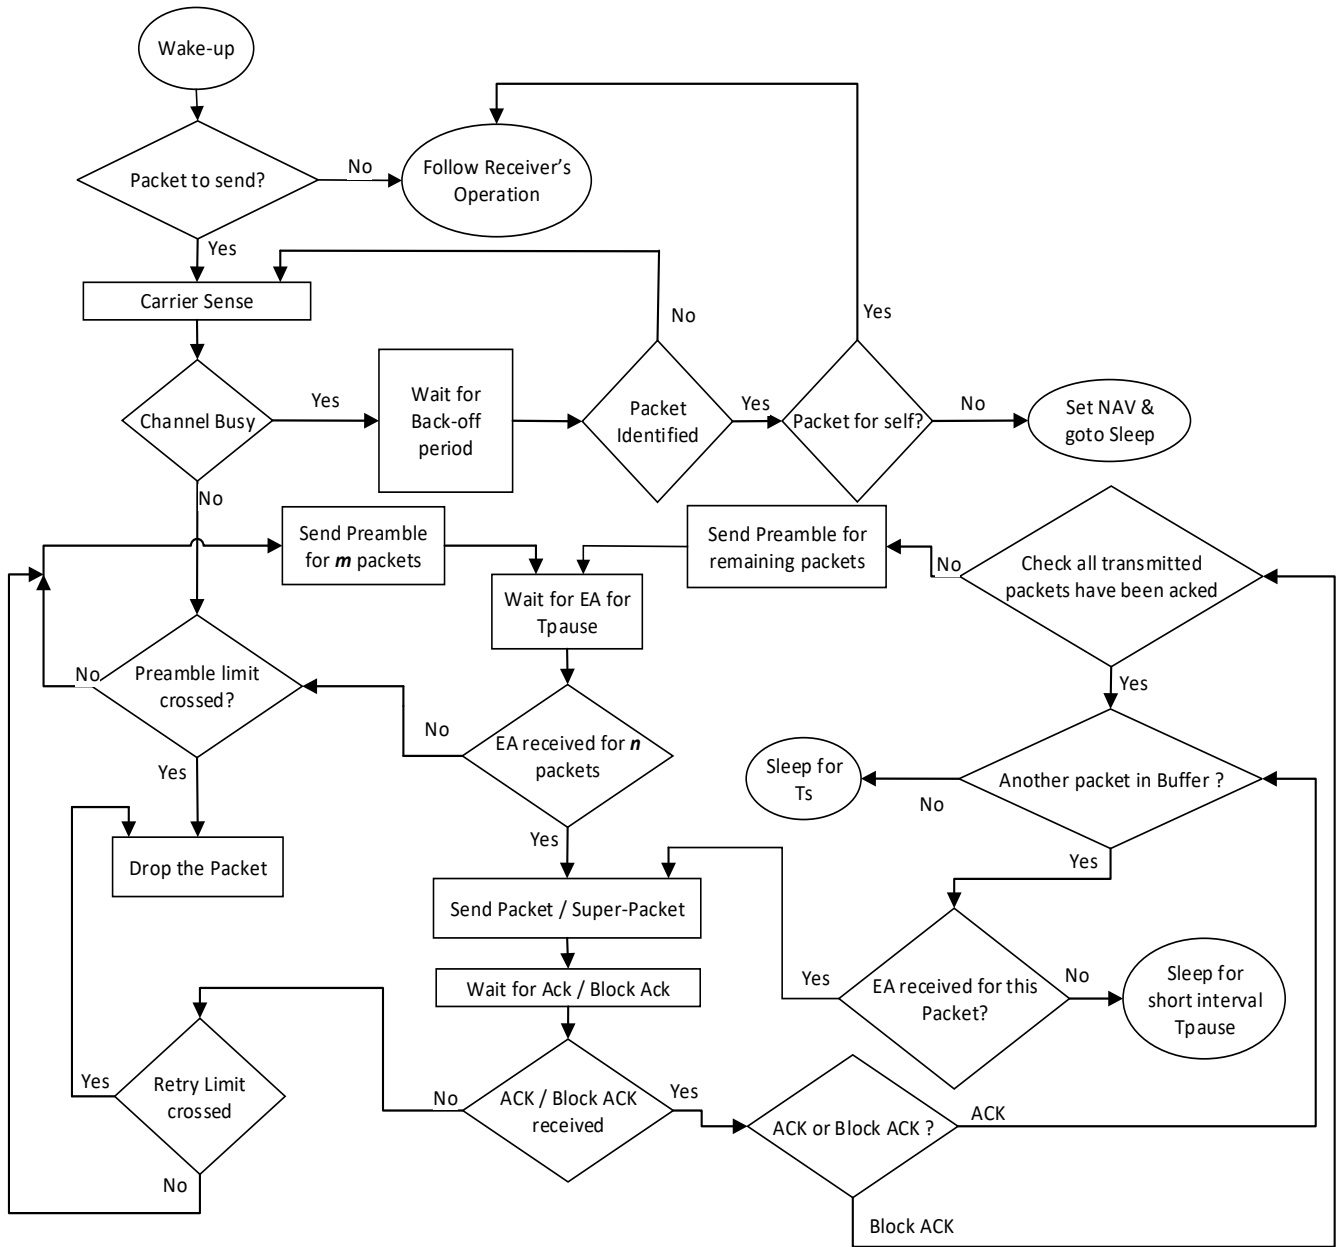 Wake-up
Packet to send?
No
Follow Receiver's
Operation
Yes
Carrier Sense
No
Yes
Channel Busy
Yes
Wait for
Back-off
period
Packet
Identified
Yes
Packet for self?
No
Set NAV &
goto Sleep
No
Send Preamble
for m packets
Send Preamble for
remaining packets
No
Check all transmitted
packets have been acked
Wait for EA for
Tpause
No
Preamble limit
crossed?
Yes
No
EA received for n
packets
Yes
Sleep for
Ts
No
Another packet in Buffer ?
Yes
Yes
Drop the Packet
Send Packet / Super-Packet
Wait for Ack / Block Ack
Yes
EA received for this
Packet?
No
Sleep for
short interval
Tpause
Yes
Retry Limit
crossed
No
No
ACK / Block ACK
received
Yes
ACK or Block ACK ?
ACK
Block ACK